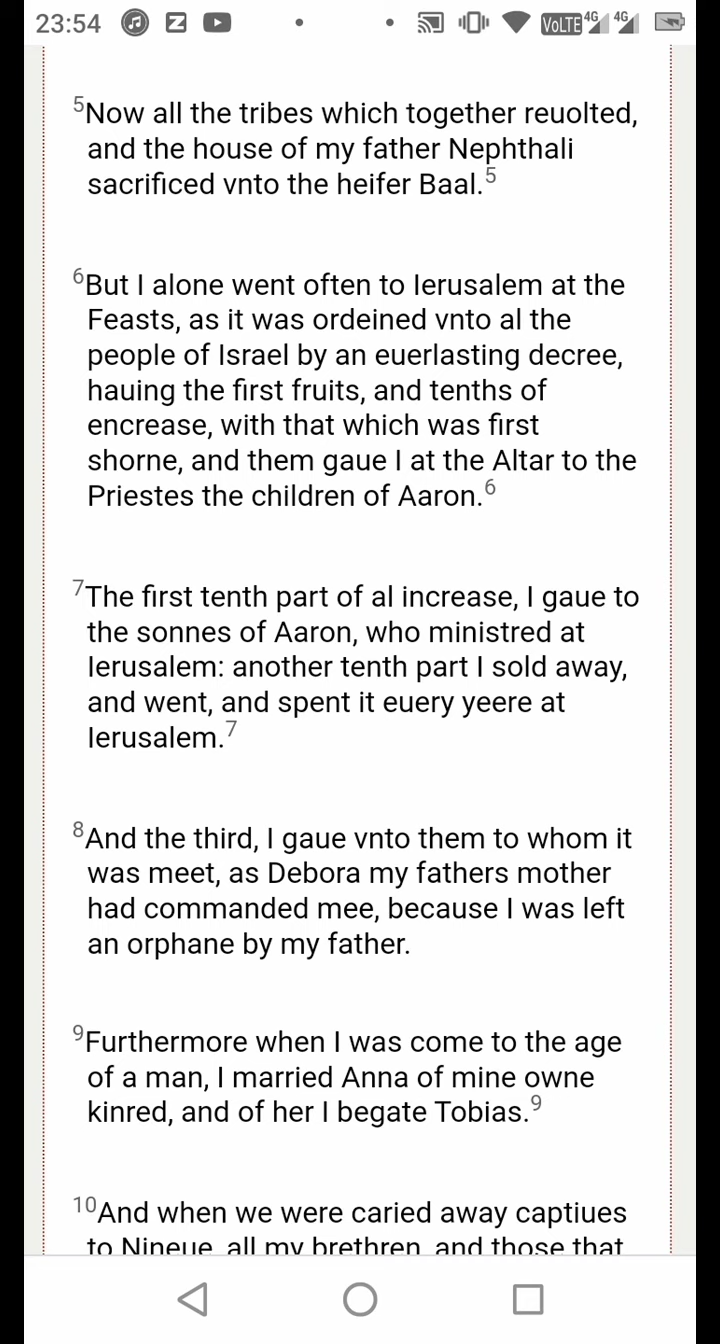 23:54
VoLTE 4G 4G
5Now all the tribes which together reuolted,
and the house of my father Nephthali
sacrificed vnto the heifer Baal.5
6But I alone went often to Ierusalem at the
Feasts, as it was ordeined vnto al the
people of Israel by an euerlasting decree,
hauing the first fruits, and tenths of
encrease, with that which was first
shorne, and them gaue I at the Altar to the
Priestes the children of Aaron.6
7The first tenth part of al increase, I gaue to
the sonnes of Aaron, who ministred at
Ierusalem: another tenth part I sold away,
and went, and spent it euery yeere at
Ierusalem.7
8And the third, I gaue vnto them to whom it
was meet, as Debora my fathers mother
had commanded mee, because I was left
an orphane by my father.
9Furthermore when I was come to the age
of a man, I married Anna of mine owne
kinred, and of her I begate Tobias.9
10And when we were caried away captiues
to Nineue, all my brethren, and those that